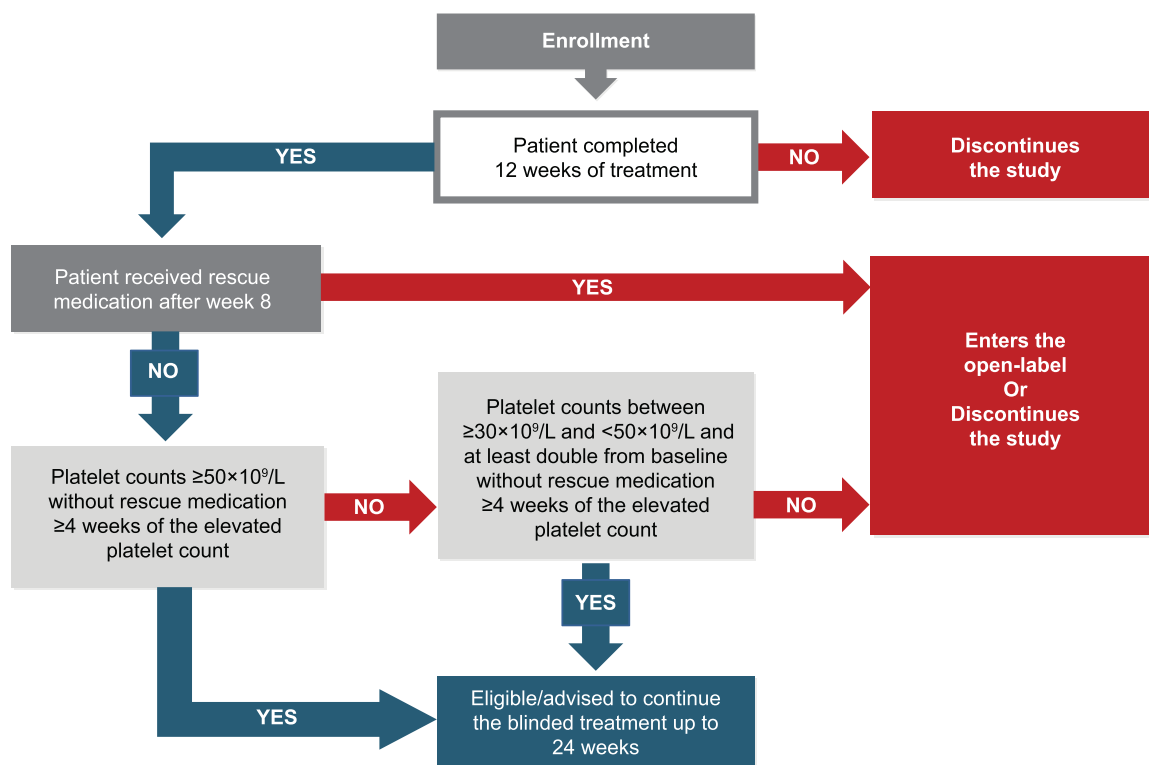 Enrollment
Patient completed
12 weeks of treatment
YES
NO
Discontinues
the study
Patient received rescue
medication after week 8
YES
Enters the
open-label
Or
Discontinues
the study
NO
Platelet counts ≥50×10⁹/L
without rescue medication
≥4 weeks of the elevated
platelet count
NO
Platelet counts between
≥30×10⁹/L and <50×10⁹/L and
at least double from baseline
without rescue medication
≥4 weeks of the elevated
platelet count
NO
YES
YES
Eligible/advised to continue
the blinded treatment up to
24 weeks